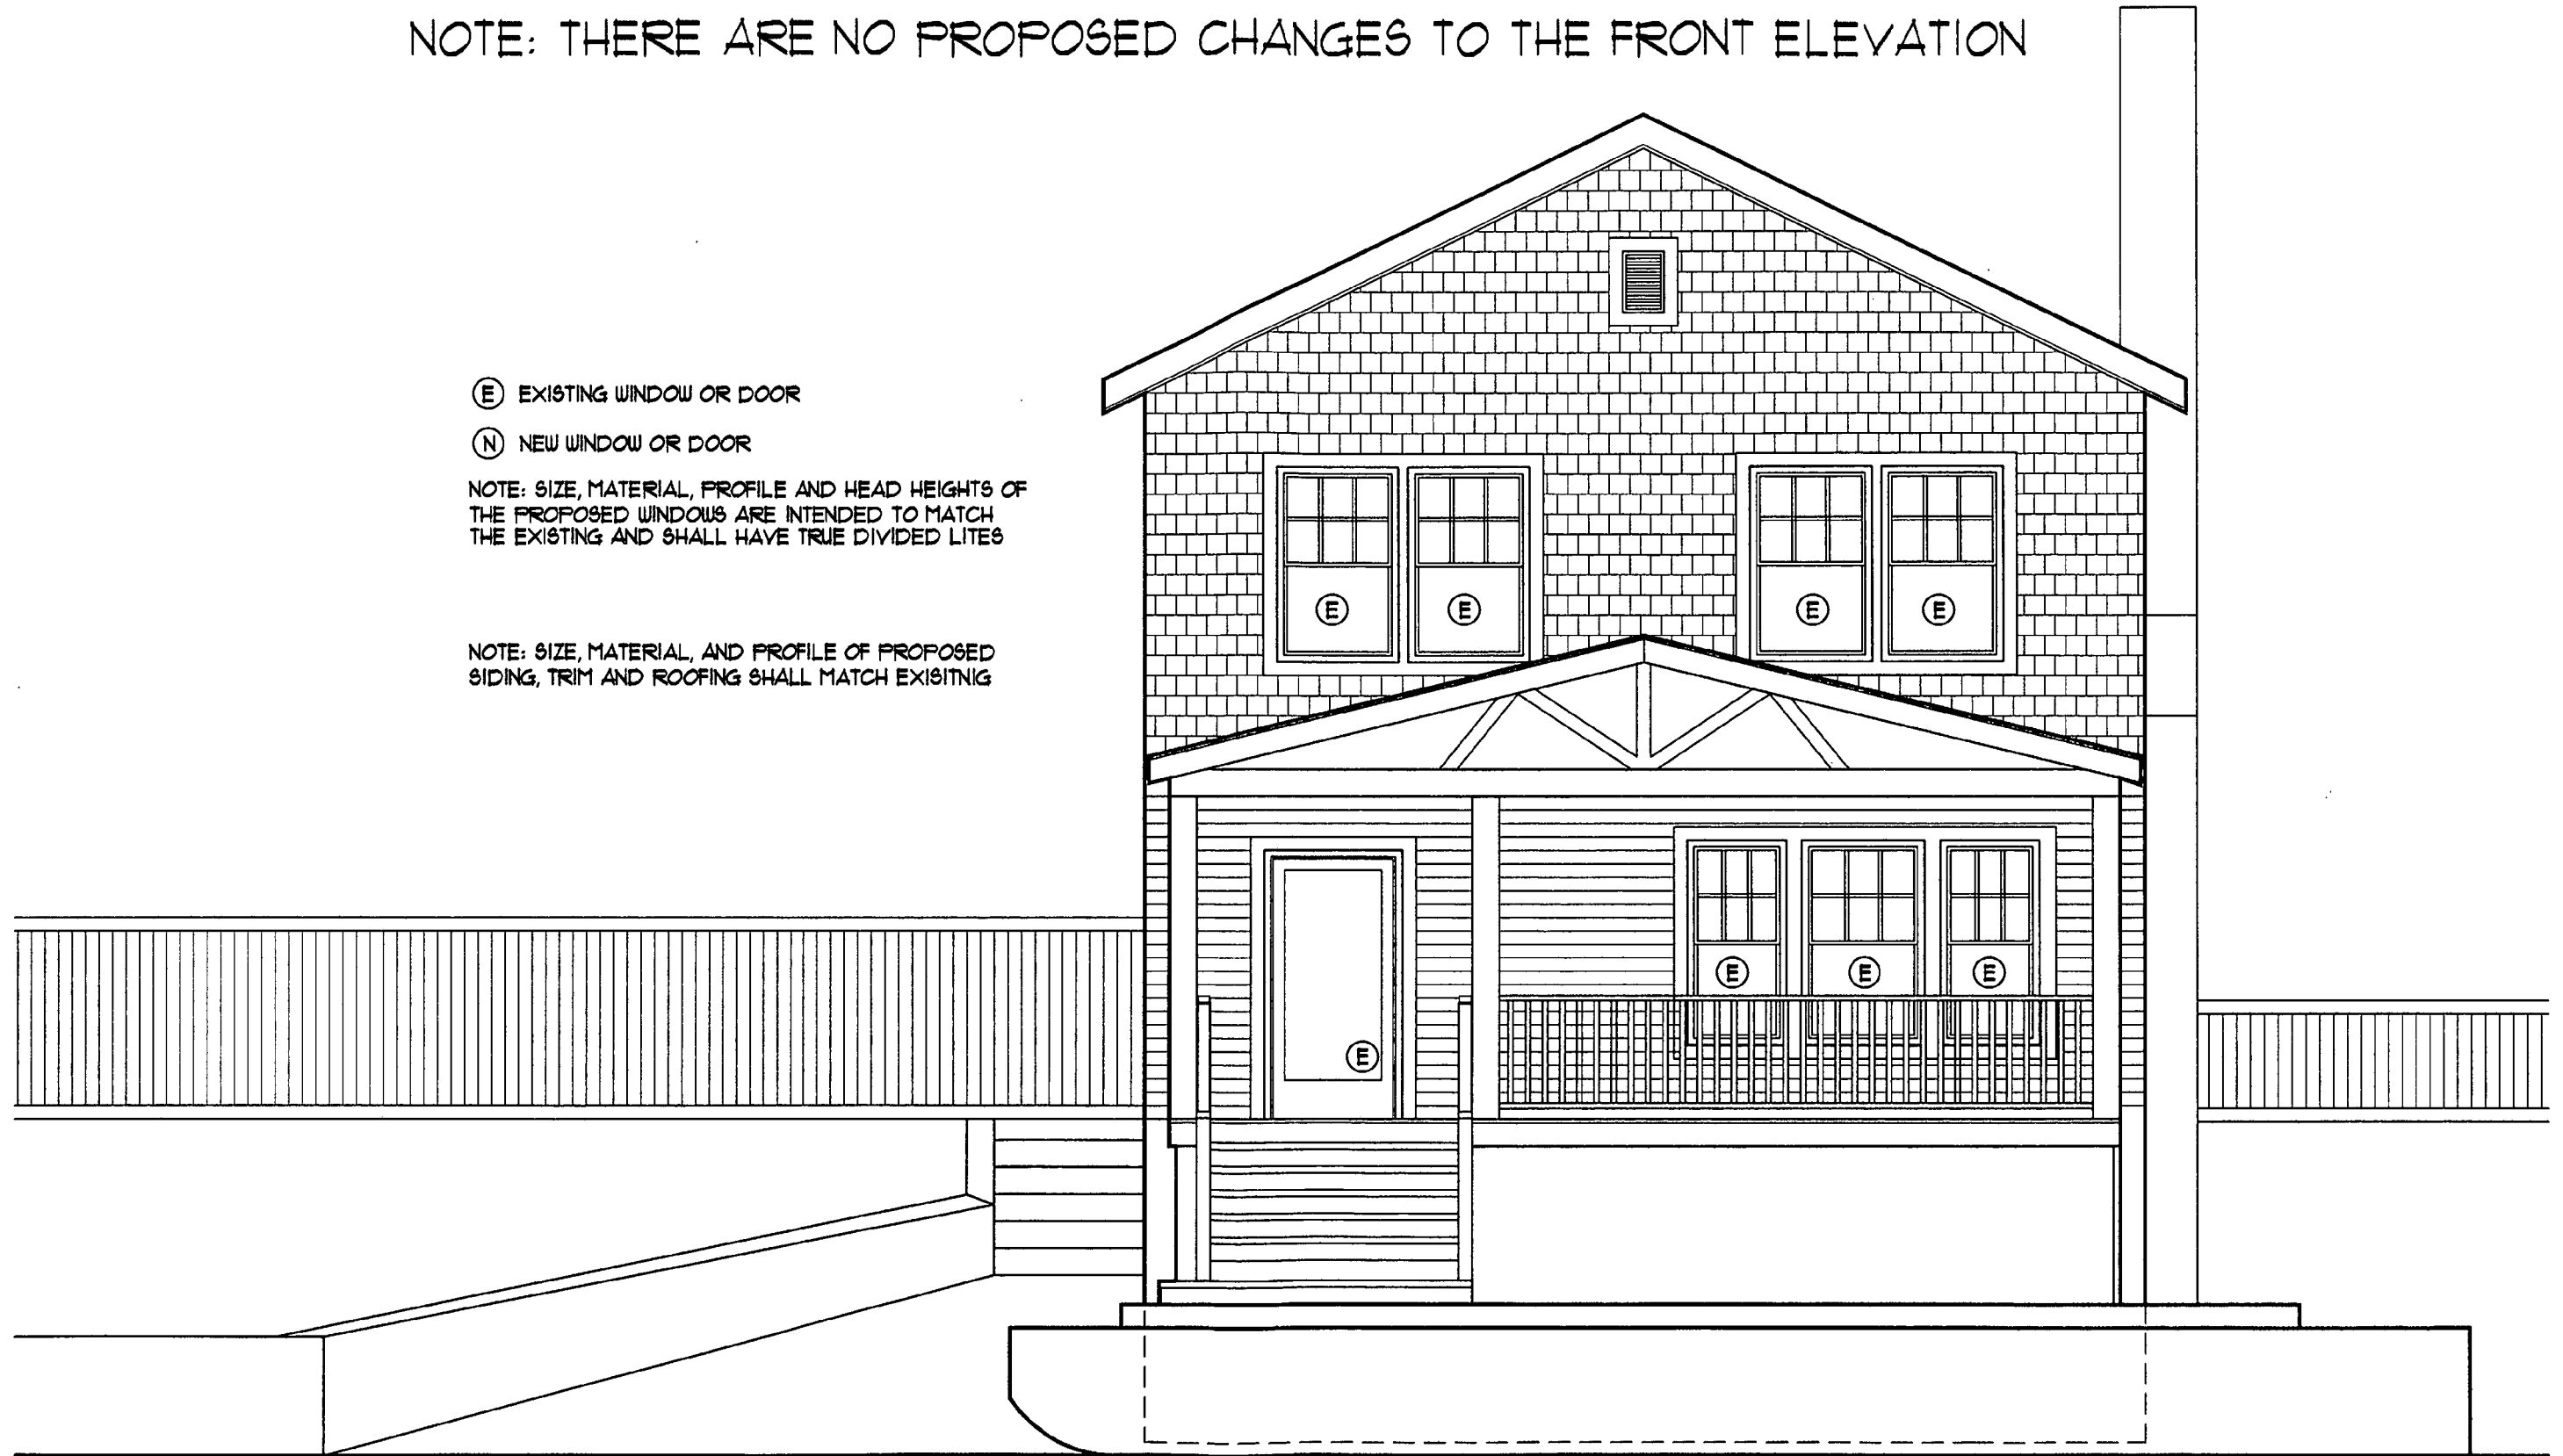 NOTE: THERE ARE NO PROPOSED CHANGES TO THE FRONT ELEVATION
E EXISTING WINDOW OR DOOR
N NEW WINDOW OR DOOR
NOTE: SIZE, MATERIAL, PROFILE AND HEAD HEIGHTS OF
THE PROPOSED WINDOWS ARE INTENDED TO MATCH
THE EXISTING AND SHALL HAVE TRUE DIVIDED LITES
E E E E
NOTE: SIZE, MATERIAL, AND PROFILE OF PROPOSED
SIDING, TRIM AND ROOFING SHALL MATCH EXISITNIG
E E E
E